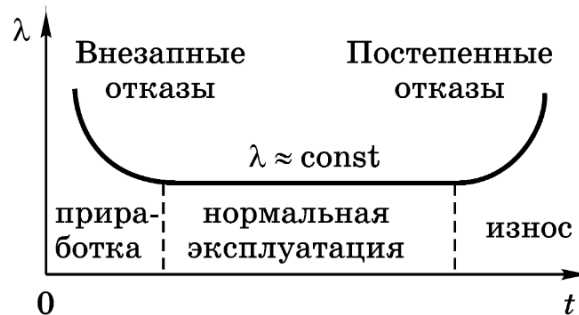 λ
Внезапные
отказы
Постепенные
отказы
λ ≈ const
прира-
ботка
нормальная
эксплуатация
износ
0
t